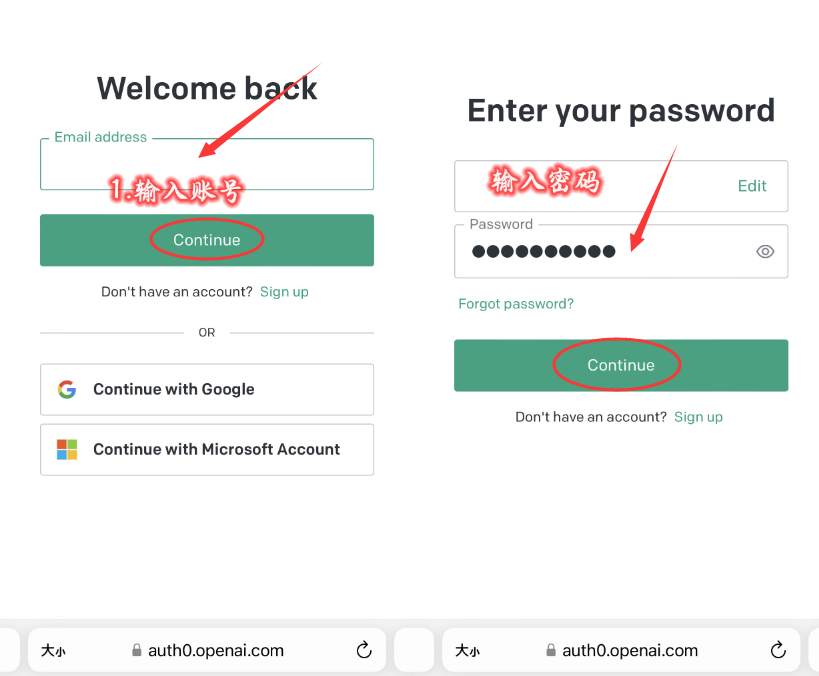 Welcome back
Email address
1.输入账号
Continue
Don't have an account? Sign up
OR
Continue with Google
Continue with Microsoft Account
大小
auth0.openai.com
Enter your password
输入密码
Edit
Password
Forgot password?
Continue
Don't have an account? Sign up
大小
auth0.openai.com